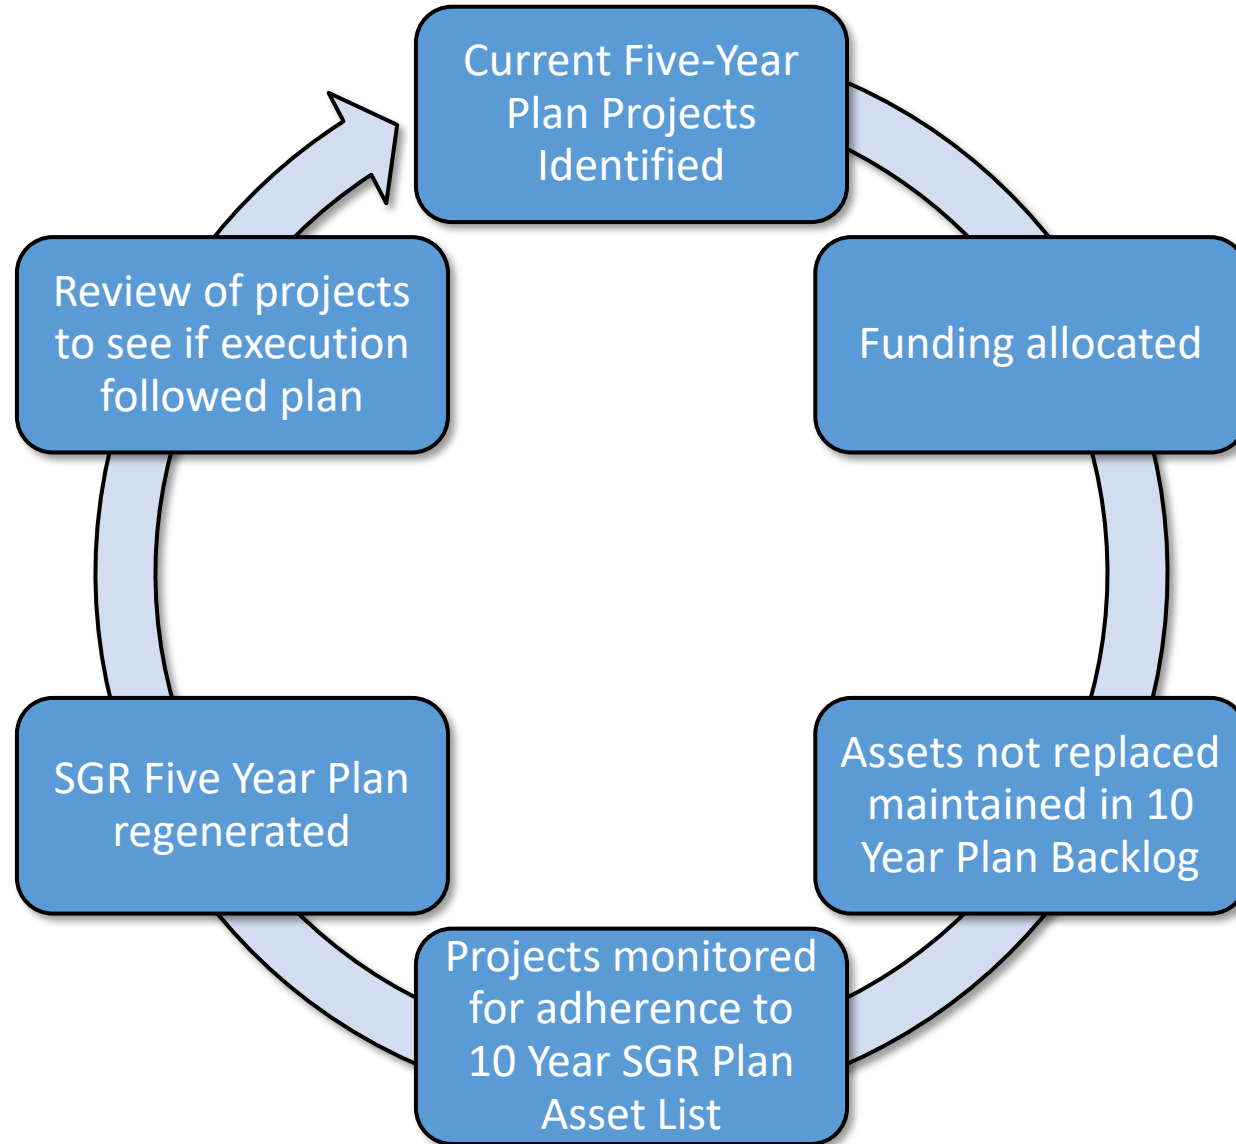 Current Five-Year
Plan Projects
Identified
Funding allocated
Assets not replaced
maintained in 10
Year Plan Backlog
Projects monitored
for adherence to
10 Year SGR Plan
Asset List
SGR Five Year Plan
regenerated
Review of projects
to see if execution
followed plan